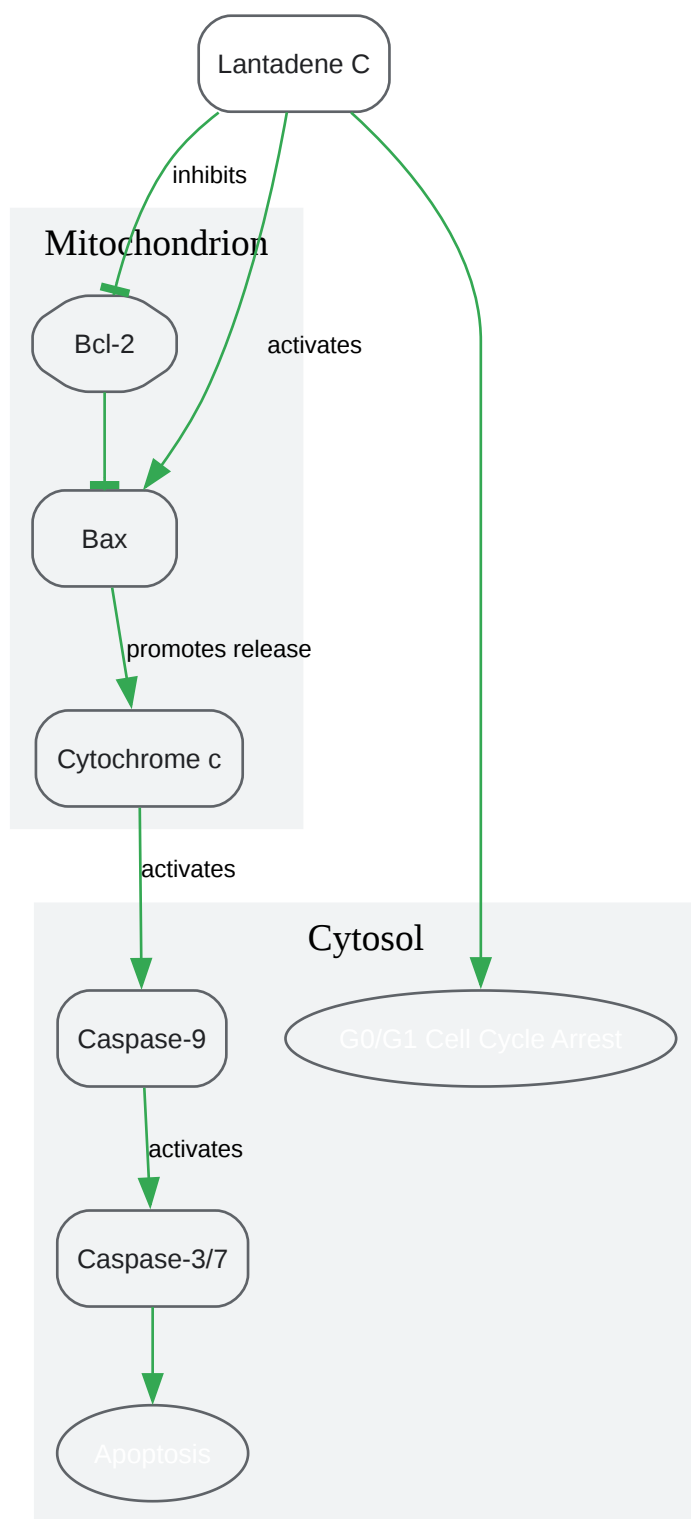 Lantadene C
inhibits
Mitochondrion
Bcl-2
activates
Bax
promotes release
Cytochrome c
activates
Cytosol
Caspase-9
G0/G1 Cell Cycle Arrest
activates
Caspase-3/7
Apoptosis